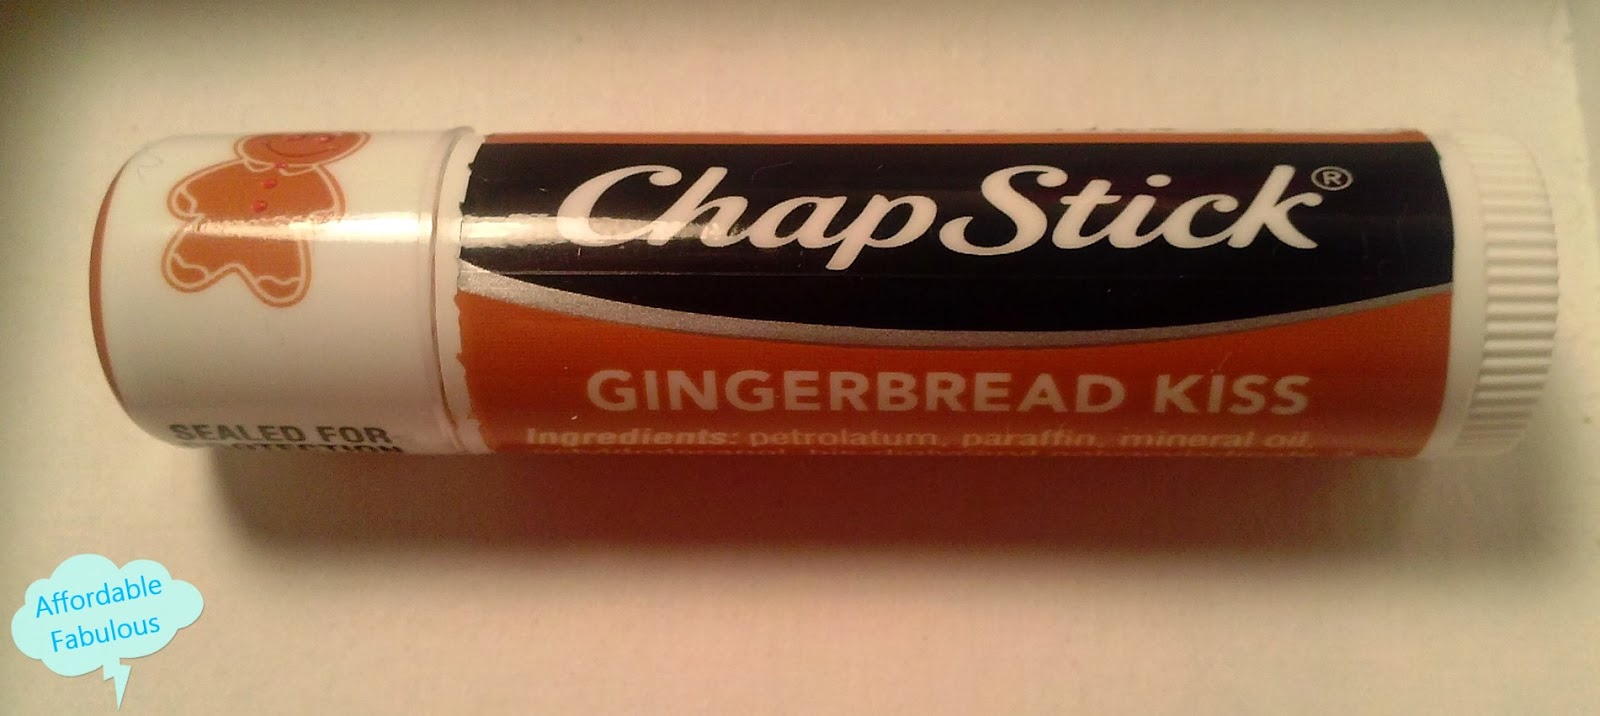 ChapStick®
GINGERBREAD KISS
Ingredients: petrolatum, paraffin, mineral oil,
SEALED FOR
Affordable
Fabulous